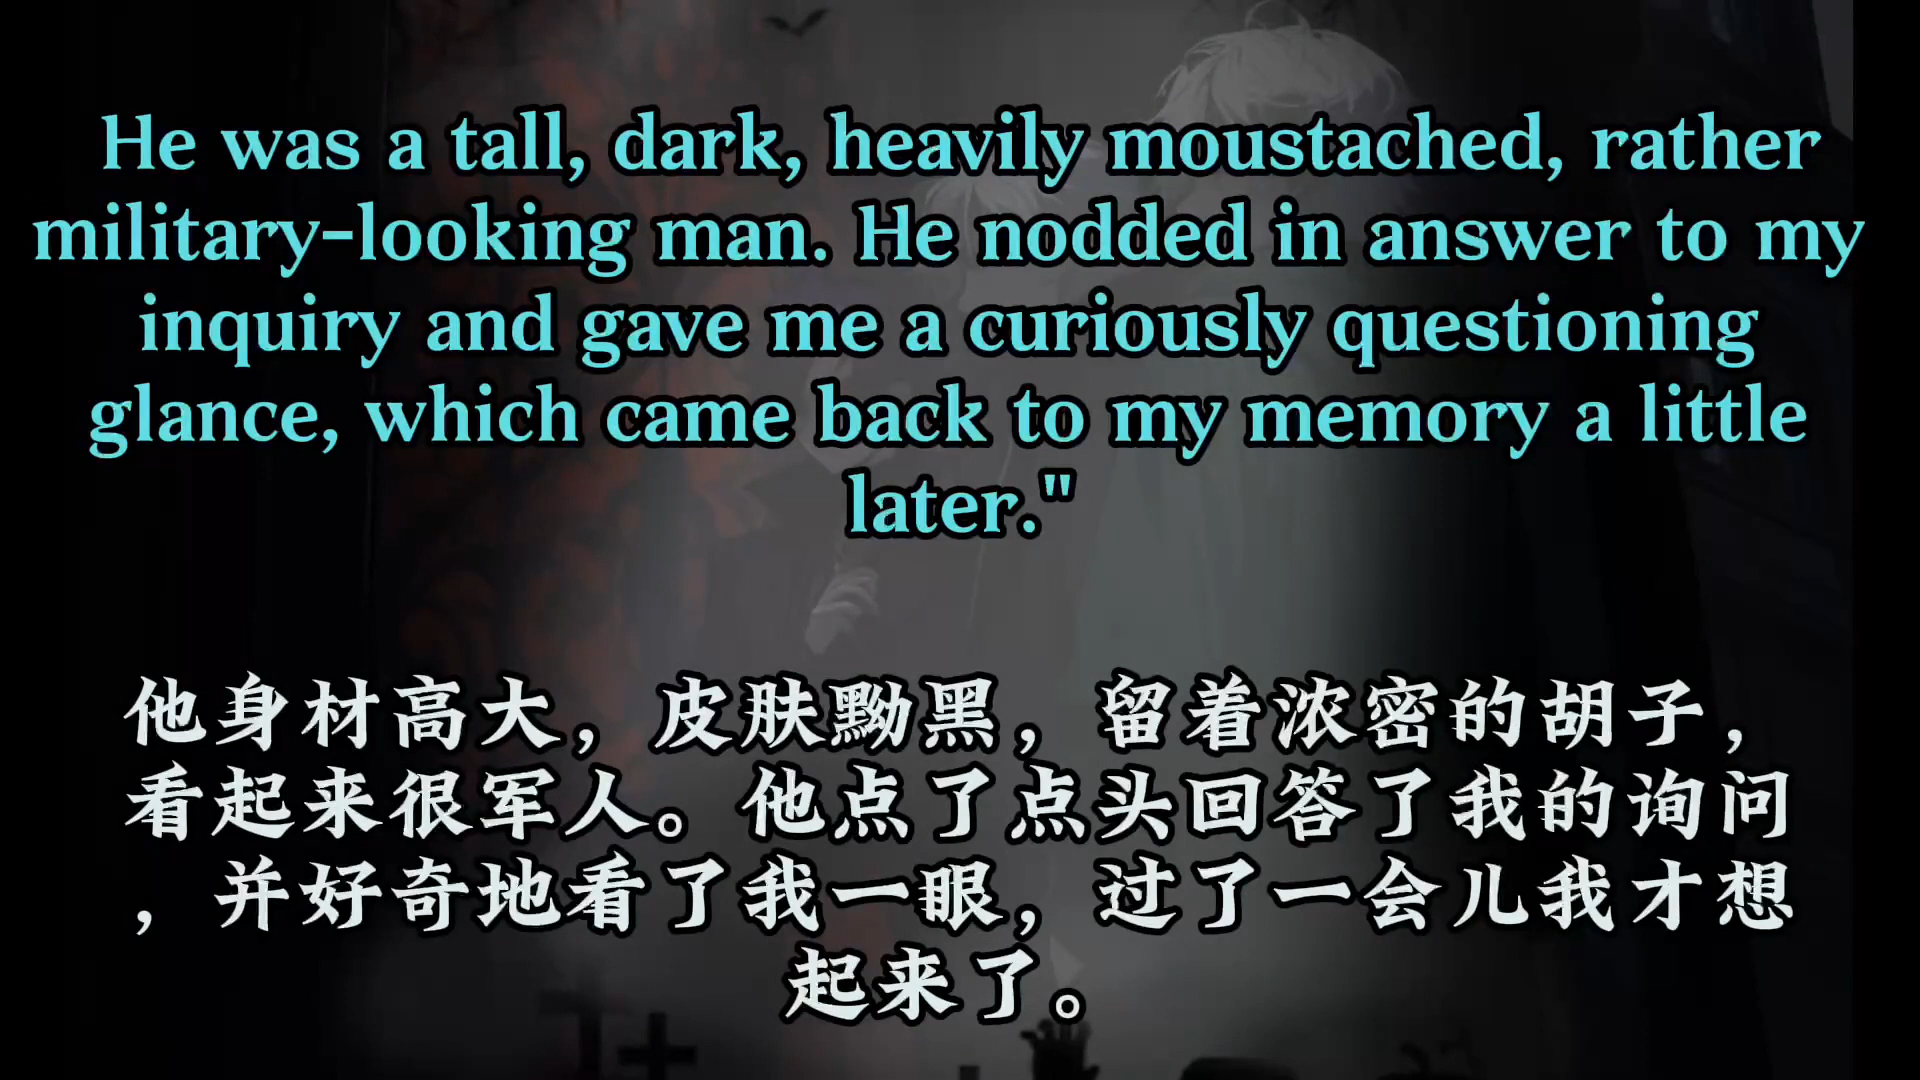 He was a tall, dark, heavily moustached, rather
military-looking man. He nodded in answer to my
inquiry and gave me a curiously questioning
glance, which came back to my memory a little
later."
他身材高大，皮肤黝黑，留着浓密的胡子，
看起来很军人。他点了点头回答了我的询问
，并好奇地看了我一眼，过了一会儿我才想
起来了。